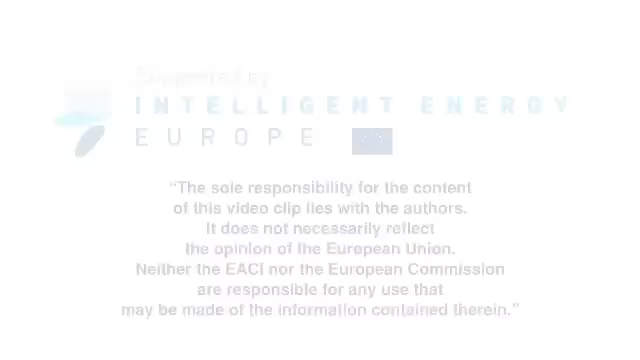 Supported by
INTELLIGENT ENERGY
EUROPE
“The sole responsibility for the content
of this video clip lies with the authors.
It does not necessarily reflect
the opinion of the European Union.
Neither the EACI nor the European Commission
are responsible for any use that
may be made of the information contained therein.”